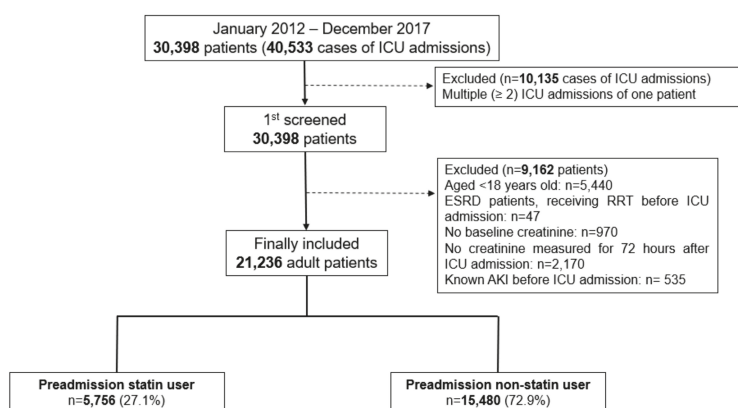 January 2012 – December 2017
30,398 patients (40,533 cases of ICU admissions)
Excluded (n=10,135 cases of ICU admissions)
Multiple (≥ 2) ICU admissions of one patient
1st screened
30,398 patients
Excluded (n=9,162 patients)
Aged <18 years old: n=5,440
ESRD patients, receiving RRT before ICU
admission: n=47
No baseline creatinine: n=970
No creatinine measured for 72 hours after
ICU admission: n=2,170
Known AKI before ICU admission: n= 535
Finally included
21,236 adult patients
Preadmission statin user
n=5,756 (27.1%)
Preadmission non-statin user
n=15,480 (72.9%)